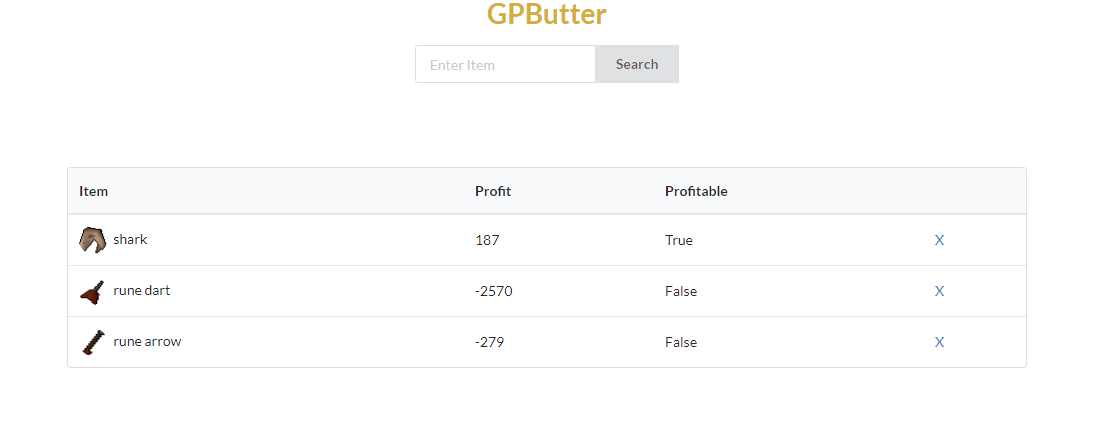 GPButter
Enter Item Search
Item Profit Profitable
shark 187 True X
rune dart -2570 False X
rune arrow -279 False X